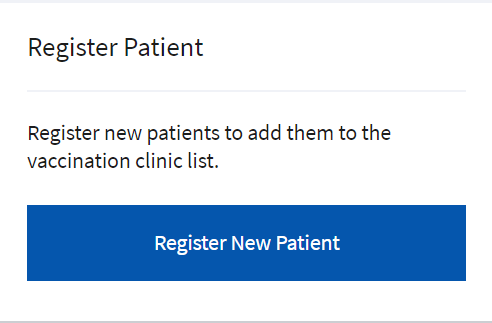 Register Patient
Register new patients to add them to the
vaccination clinic list.
Register New Patient